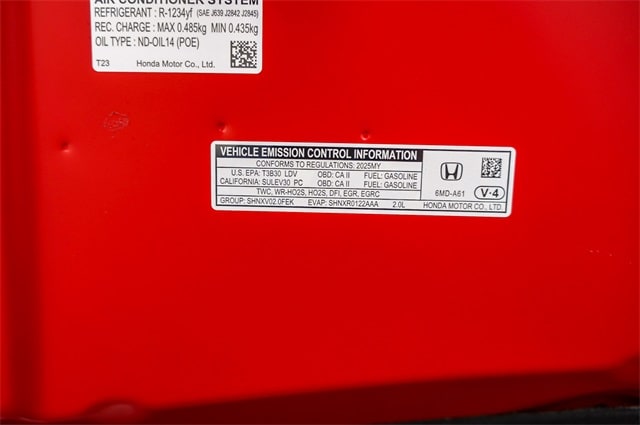 AIR CONDITIONER SYSTEM
REFRIGERANT : R-1234yf (SAE J639 J2842 J2845)
REC. CHARGE : MAX 0.485kg MIN 0.435kg
OIL TYPE : ND-OIL14 (POE)
T23 Honda Motor Co., Ltd.
VEHICLE EMISSION CONTROL INFORMATION
CONFORMS TO REGULATIONS: 2025MY
U.S. EPA: T3B30 LDV OBD: CA II FUEL: GASOLINE
CALIFORNIA: SULEV30 PC OBD: CA II FUEL: GASOLINE
TWC, WR-HO2S, HO2S, DFI, EGR, EGRC
GROUP: SHNXV02.0FEK EVAP: SHNXR0122AAA 2.0L
6MD-A61 V-4
HONDA MOTOR CO., LTD.